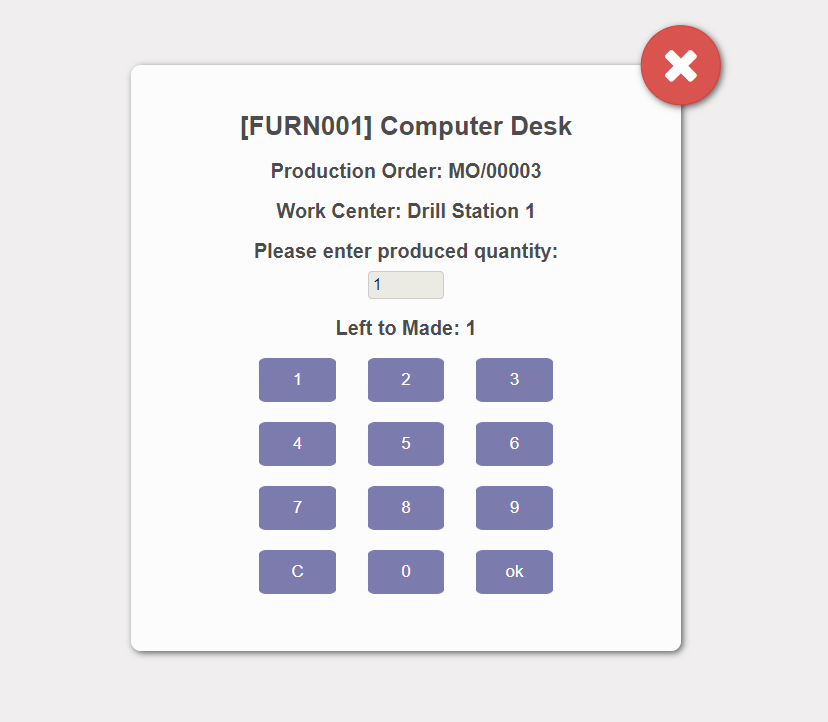 [FURN001] Computer Desk
Production Order: MO/00003
Work Center: Drill Station 1
Please enter produced quantity:
1
Left to Made: 1
1 2 3
4 5 6
7 8 9
C 0 ok